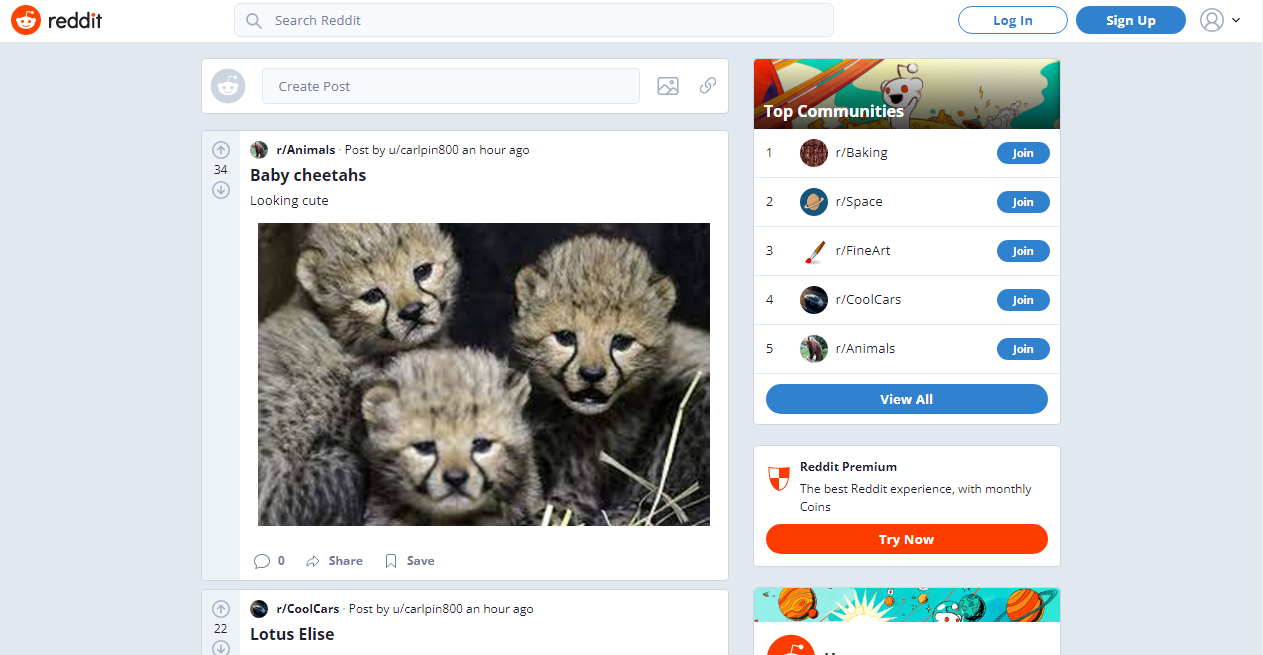 reddit
Search Reddit
Log In
Sign Up
Create Post
34
r/Animals · Post by u/carlpin800 an hour ago
Baby cheetahs
Looking cute
0
Share
Save
22
r/CoolCars · Post by u/carlpin800 an hour ago
Lotus Elise
Top Communities
1 r/Baking Join
2 r/Space Join
3 r/FineArt Join
4 r/CoolCars Join
5 r/Animals Join
View All
Reddit Premium
The best Reddit experience, with monthly
Coins
Try Now